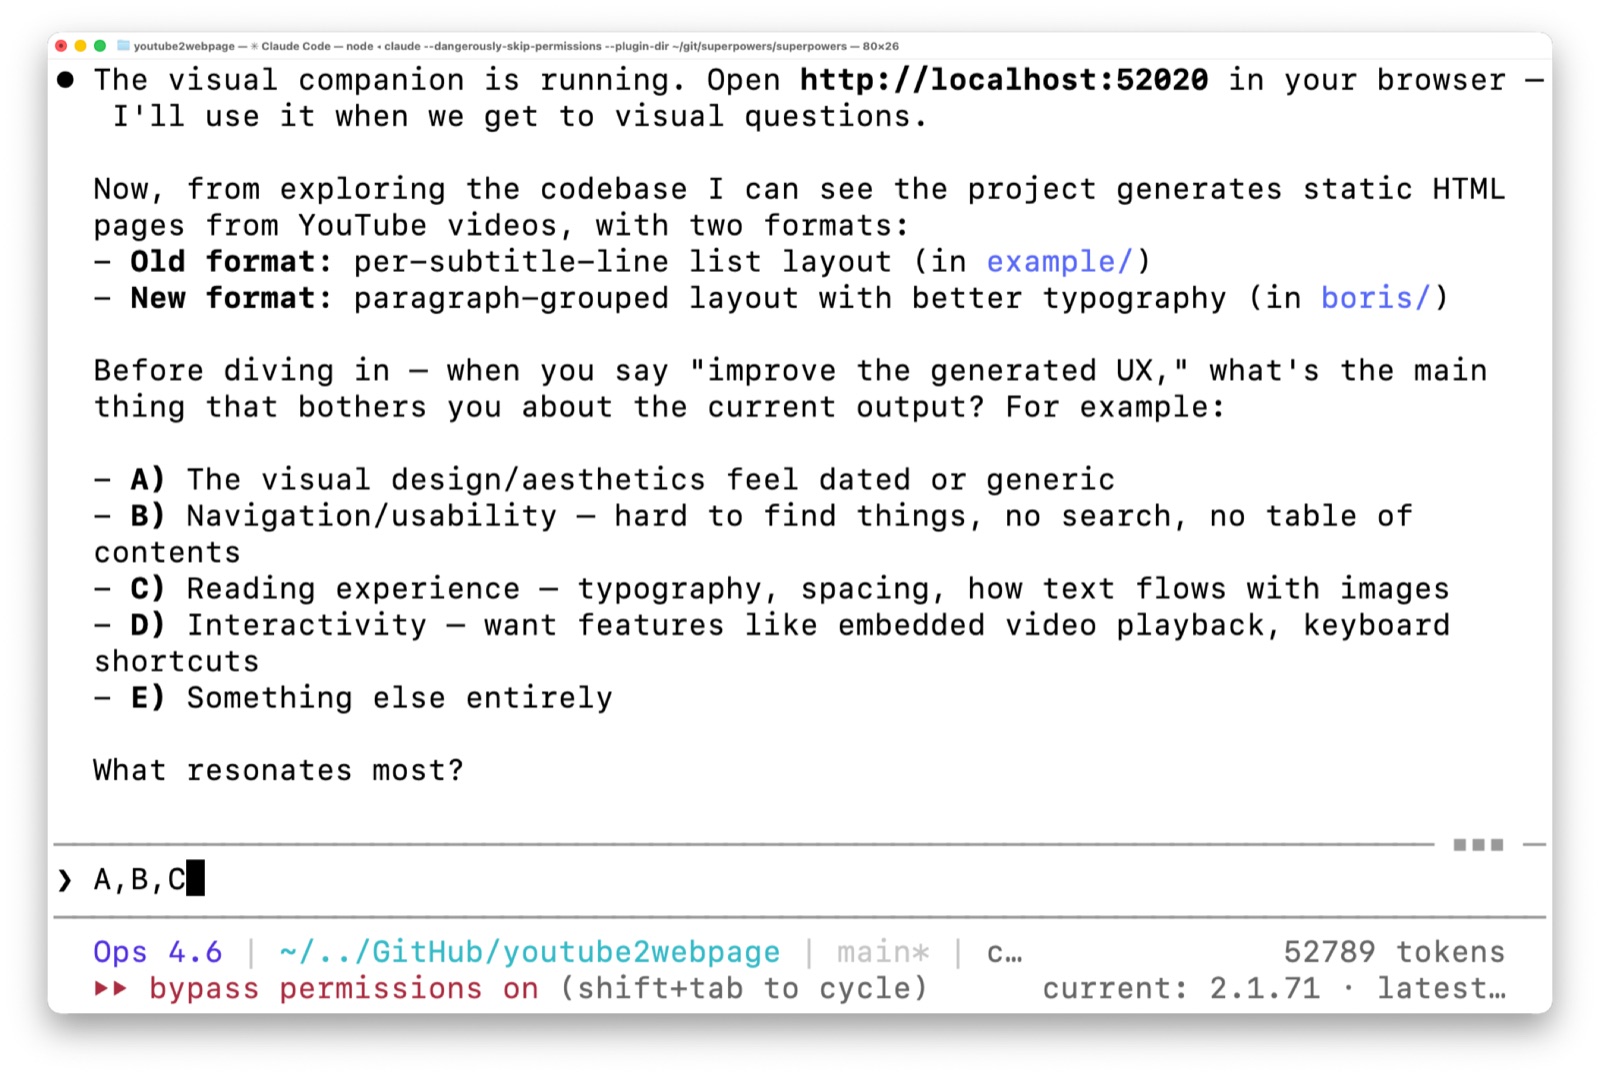 youtube2webpage — ✳ Claude Code — node ◂ claude --dangerously-skip-permissions --plugin-dir ~/git/superpowers/superpowers — 80×26
● The visual companion is running. Open http://localhost:52020 in your browser —
I'll use it when we get to visual questions.
Now, from exploring the codebase I can see the project generates static HTML
pages from YouTube videos, with two formats:
- Old format: per-subtitle-line list layout (in example/)
- New format: paragraph-grouped layout with better typography (in boris/)
Before diving in — when you say "improve the generated UX," what's the main
thing that bothers you about the current output? For example:
- A) The visual design/aesthetics feel dated or generic
- B) Navigation/usability — hard to find things, no search, no table of
contents
- C) Reading experience — typography, spacing, how text flows with images
- D) Interactivity — want features like embedded video playback, keyboard
shortcuts
- E) Something else entirely
What resonates most?
❯ A,B,C
Ops 4.6 | ~/../GitHub/youtube2webpage | main* | c… 52789 tokens
⏵⏵ bypass permissions on (shift+tab to cycle) current: 2.1.71 · latest…